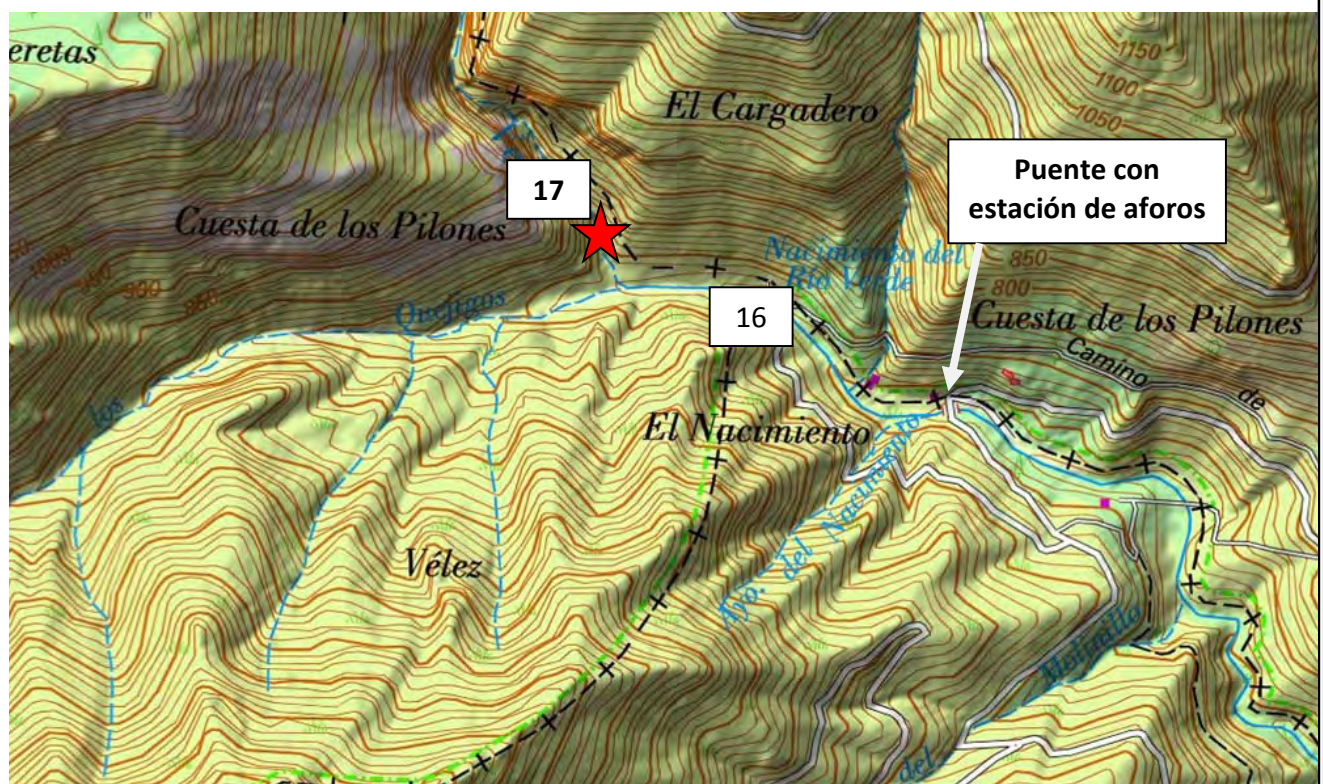 eretas
El Cargadero
1150
1100
1050
Puente con
estación de aforos
17
Cuesta de los Pilones
Nacimiento del
Río Verde
850
800
Quejigos
16
Cuesta de los Pilones
Camino
de
los
El Nacimiento
Ayo. del Nacimiento
Vélez
Molinillo
del